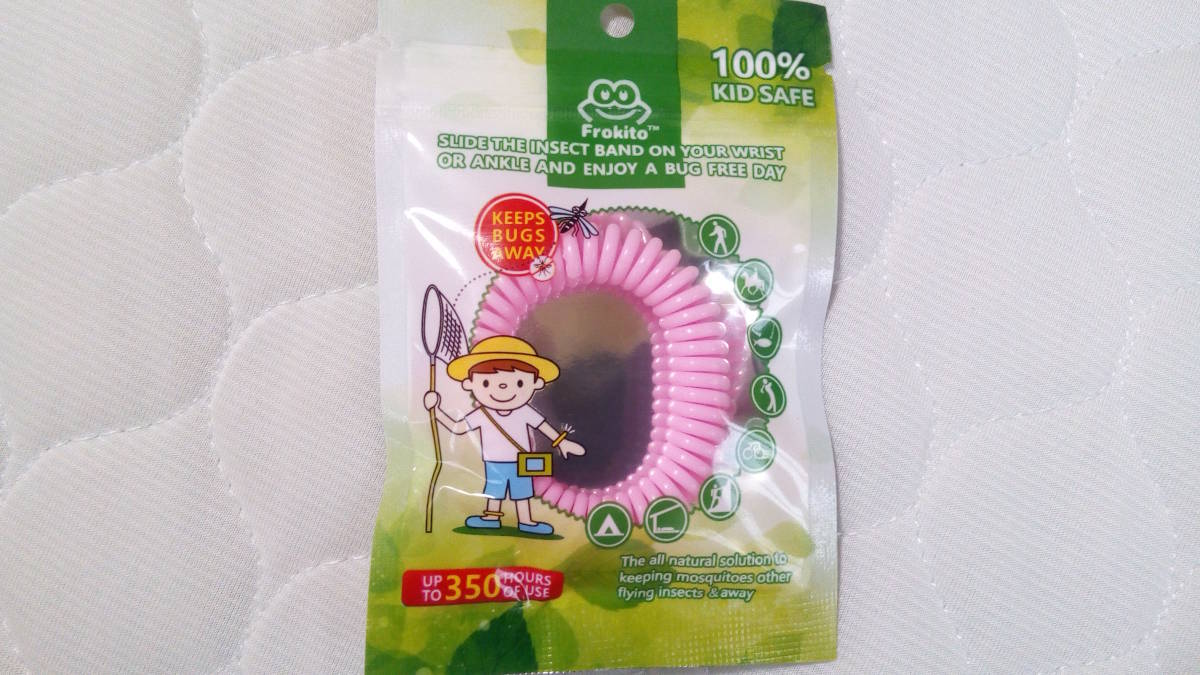 100%
KID SAFE
Frokito™
SLIDE THE INSECT BAND ON YOUR WRIST
OR ANKLE AND ENJOY A BUG FREE DAY
KEEPS
BUGS
AWAY
UP TO 350 HOURS OF USE
The all natural solution to
keeping mosquitoes other
flying insects & away